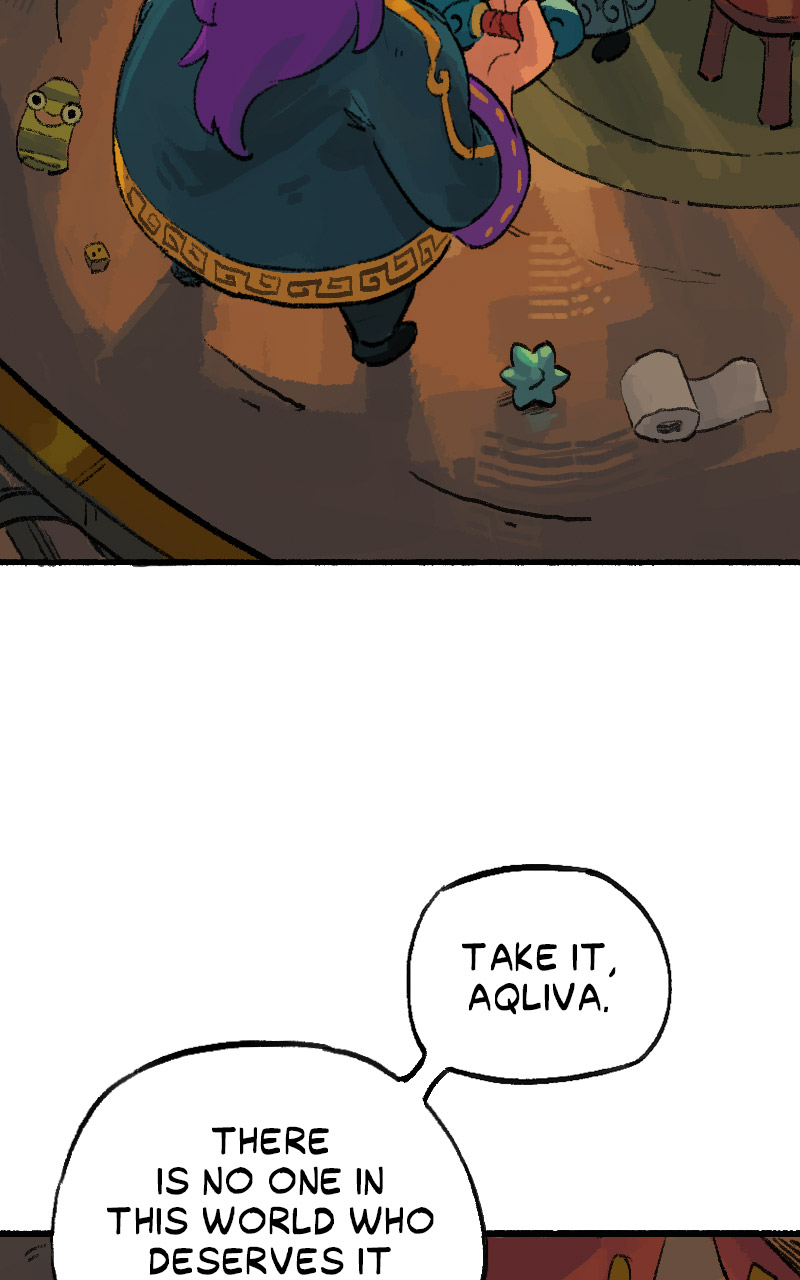 TAKE IT,
AQLIVA.
THERE
IS NO ONE IN
THIS WORLD WHO
DESERVES IT